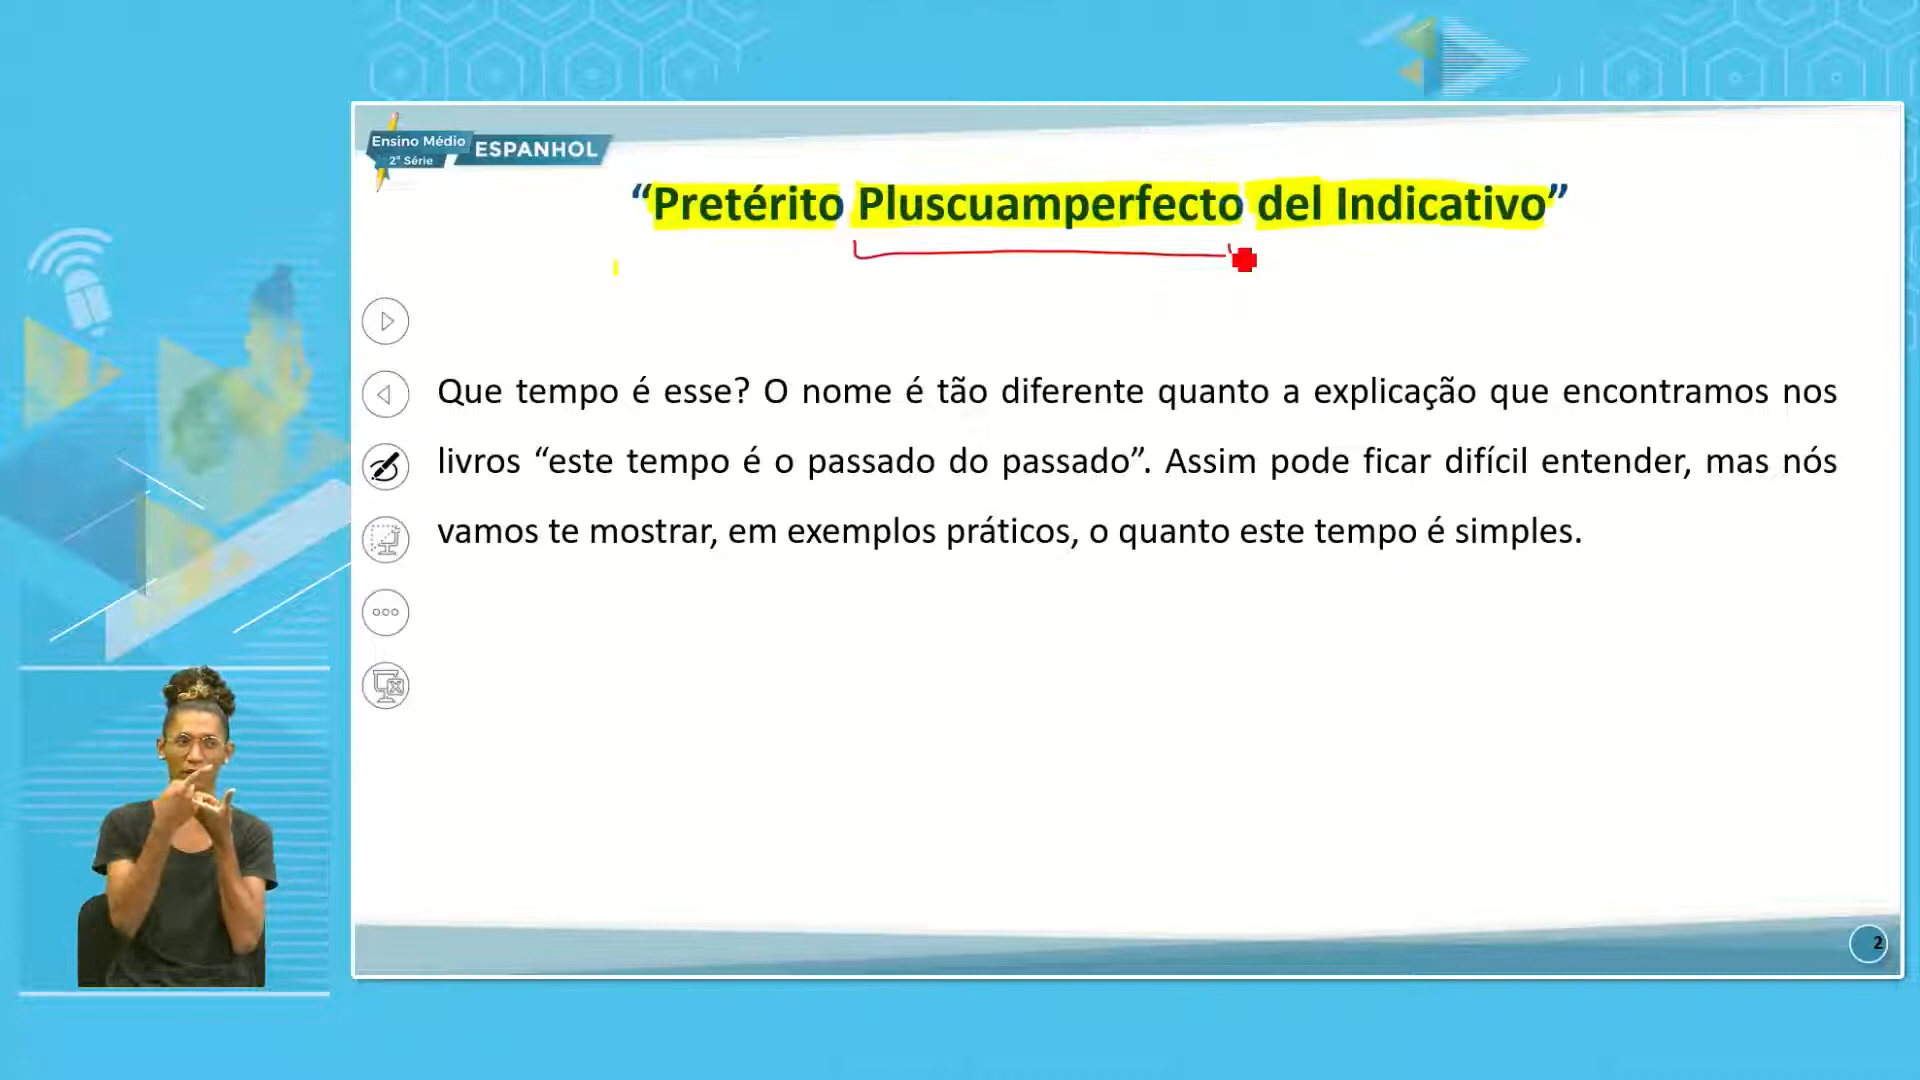 Ensino Médio
2ª Série
ESPANHOL
“Pretérito Pluscuamperfecto del Indicativo”
Que tempo é esse? O nome é tão diferente quanto a explicação que encontramos nos
livros “este tempo é o passado do passado”. Assim pode ficar difícil entender, mas nós
vamos te mostrar, em exemplos práticos, o quanto este tempo é simples.
2